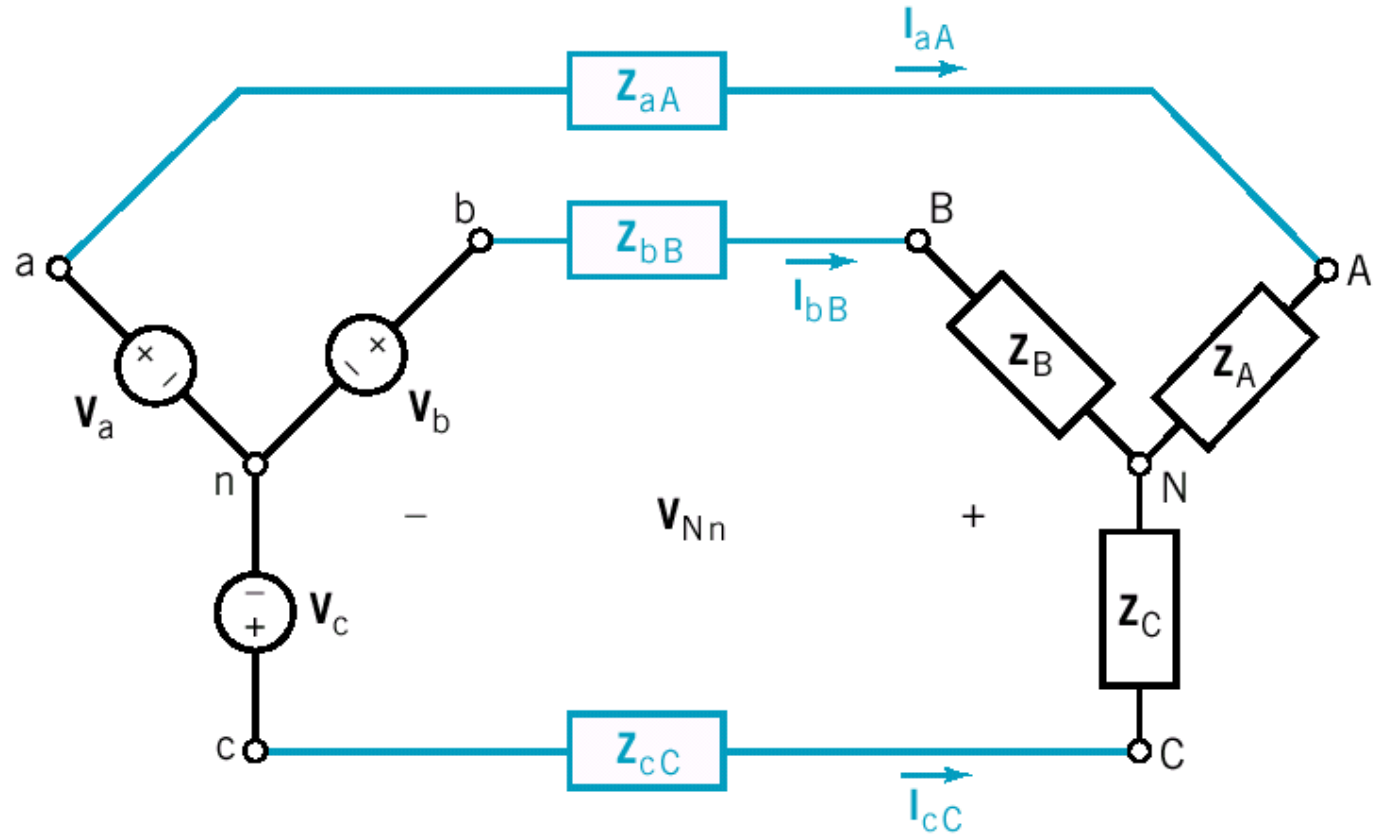 I_aA
Z_aA
b
B
Z_bB
a
A
I_bB
+
−
+
−
Z_B
Z_A
V_a
V_b
n
N
−
V_Nn
+
−
+
V_c
Z_C
c
Z_cC
C
I_cC